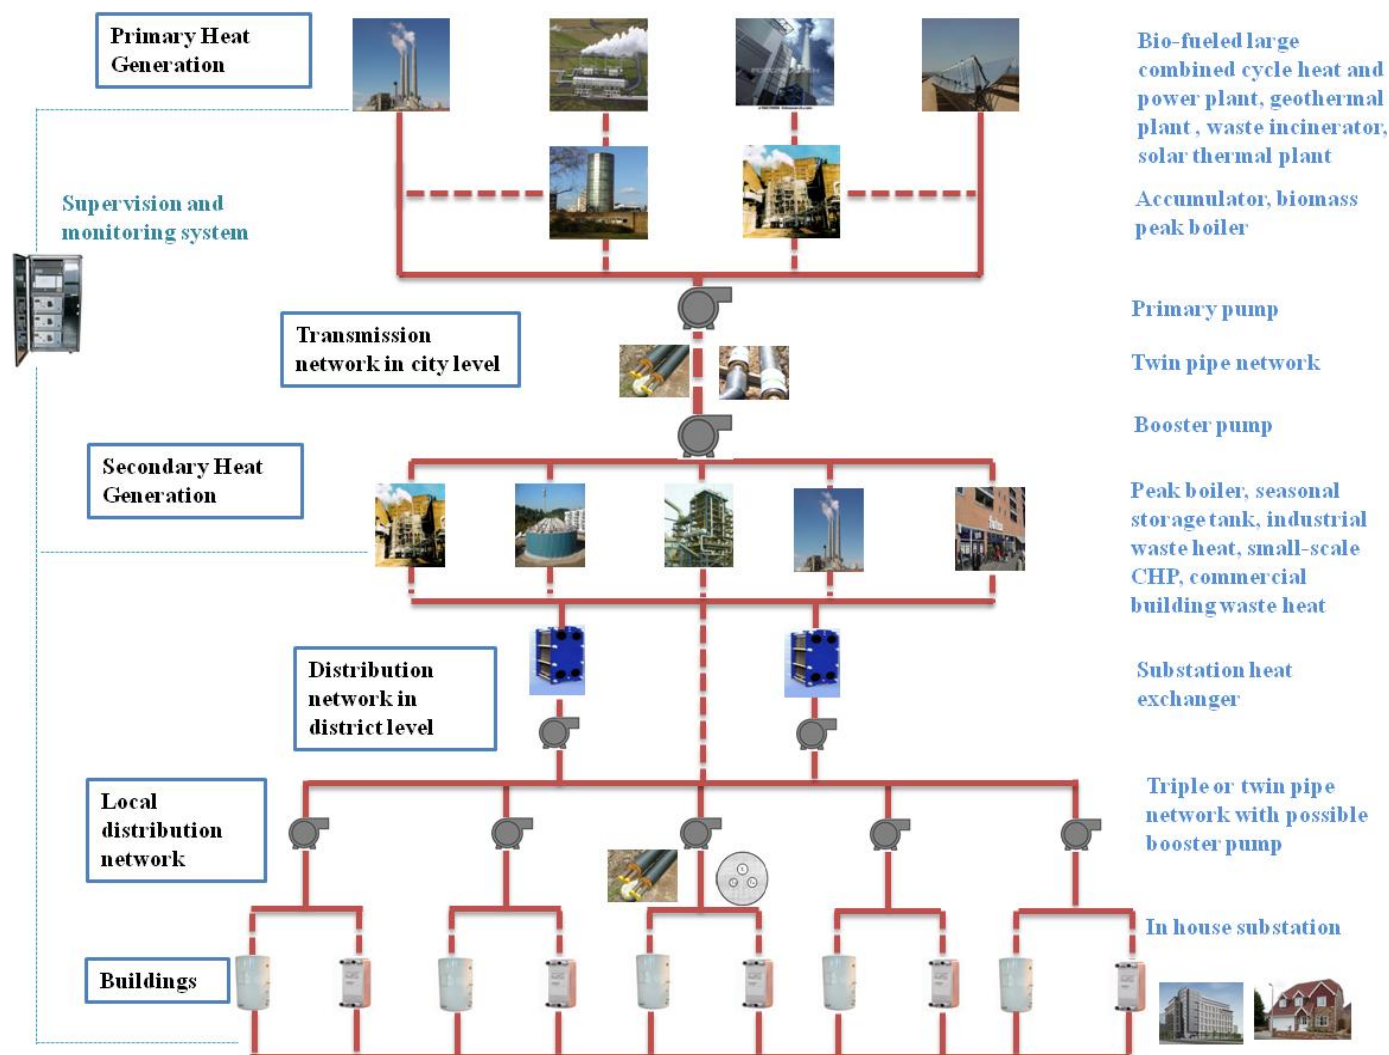 Primary Heat
Generation
Bio-fueled large
combined cycle heat and
power plant, geothermal
plant , waste incinerator,
solar thermal plant
Supervision and
monitoring system
Accumulator, biomass
peak boiler
Primary pump
Transmission
network in city level
Twin pipe network
Booster pump
Secondary Heat
Generation
Peak boiler, seasonal
storage tank, industrial
waste heat, small-scale
CHP, commercial
building waste heat
Distribution
network in
district level
Substation heat
exchanger
Local
distribution
network
Triple or twin pipe
network with possible
booster pump
In house substation
Buildings